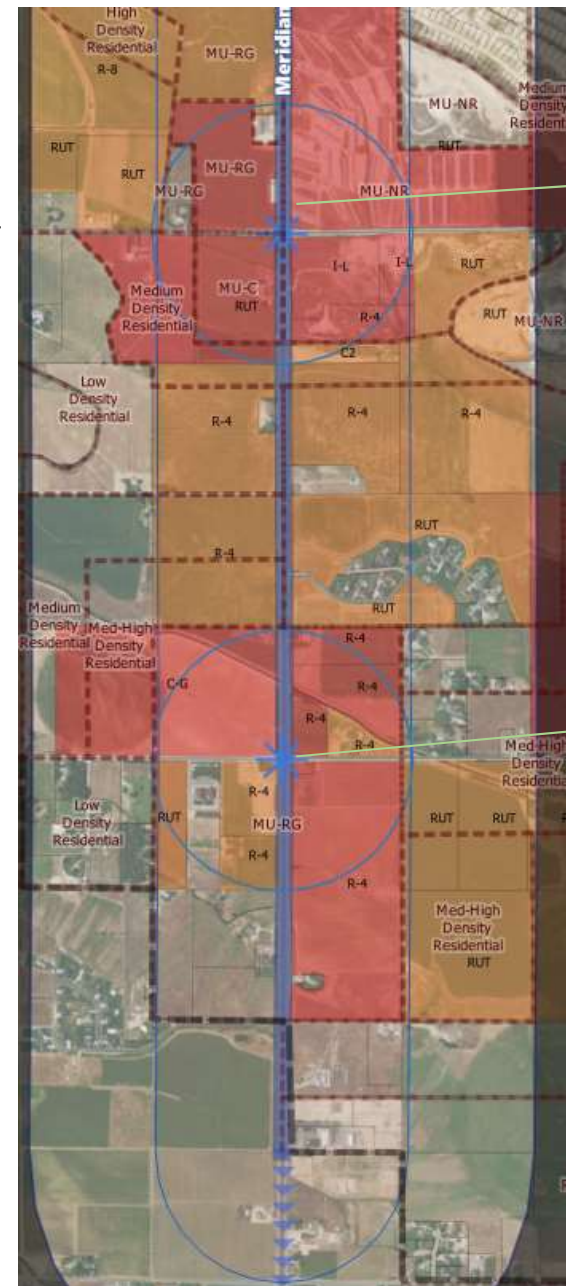 High
Density
Residential
R-8
MU-RG
Meridian
MU-NR
Medium
Density
RUT
RUT
RUT
MU-RG
MU-RG
MU-NR
I-L
I-L
RUT
Medium
Density
Residential
MU-C
RUT
R-4
RUT
MU-NR
C2
Low
Density
Residential
R-4
R-4
R-4
R-4
RUT
RUT
Medium
Density
Residential
Med-High
Density
Residential
R-4
R-4
C-G
R-4
R-4
Med-High
Density
Low
Density
Residential
RUT
R-4
MU-RG
RUT
RUT
R-4
R-4
Med-High
Density
Residential
RUT